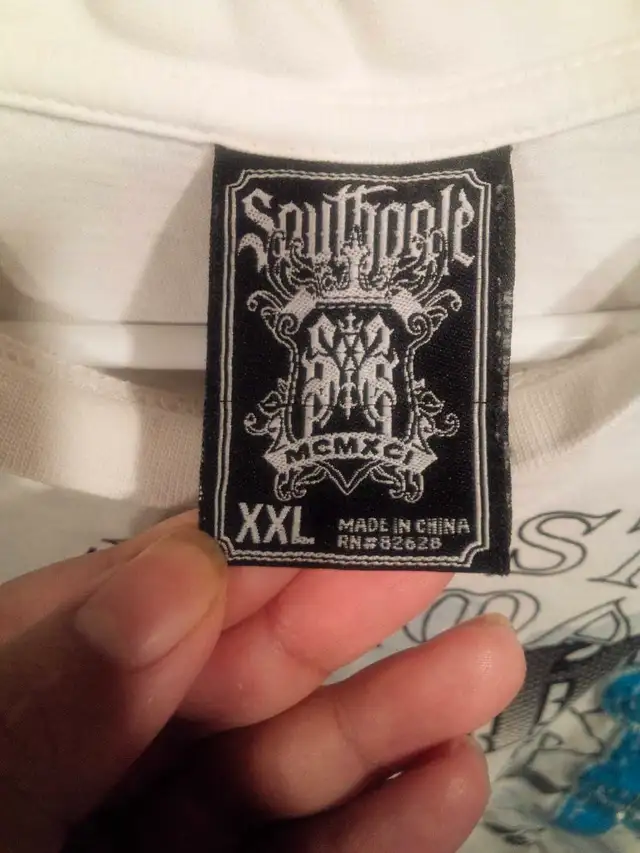 Southpole
MCMXCI
XXL
MADE IN CHINA
RN#82628